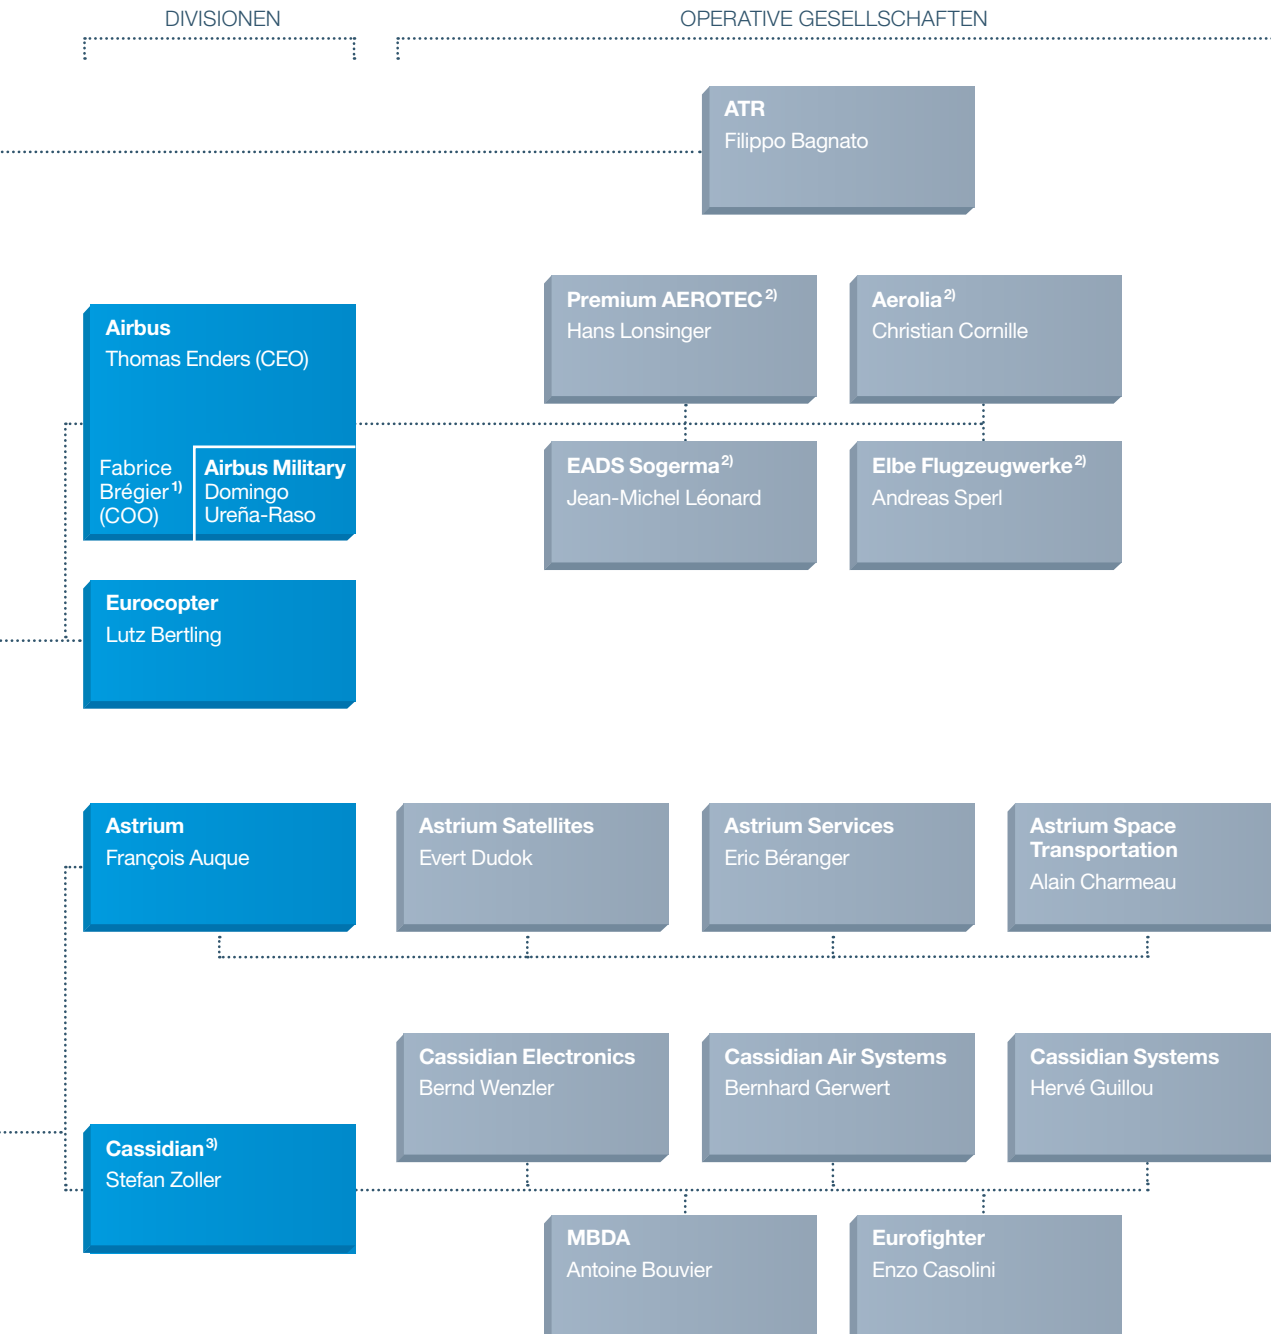 DIVISIONEN
OPERATIVE GESELLSCHAFTEN
ATR
Filippo Bagnato
Airbus
Thomas Enders (CEO)
Fabrice
Brégier 1)
(COO)
Airbus Military
Domingo
Ureña-Raso
Premium AEROTEC 2)
Hans Lonsinger
Aerolia 2)
Christian Cornille
EADS Sogerma 2)
Jean-Michel Léonard
Elbe Flugzeugwerke 2)
Andreas Sperl
Eurocopter
Lutz Bertling
Astrium
François Auque
Astrium Satellites
Evert Dudok
Astrium Services
Eric Béranger
Astrium Space
Transportation
Alain Charmeau
Cassidian Electronics
Bernd Wenzler
Cassidian Air Systems
Bernhard Gerwert
Cassidian Systems
Hervé Guillou
Cassidian 3)
Stefan Zoller
MBDA
Antoine Bouvier
Eurofighter
Enzo Casolini